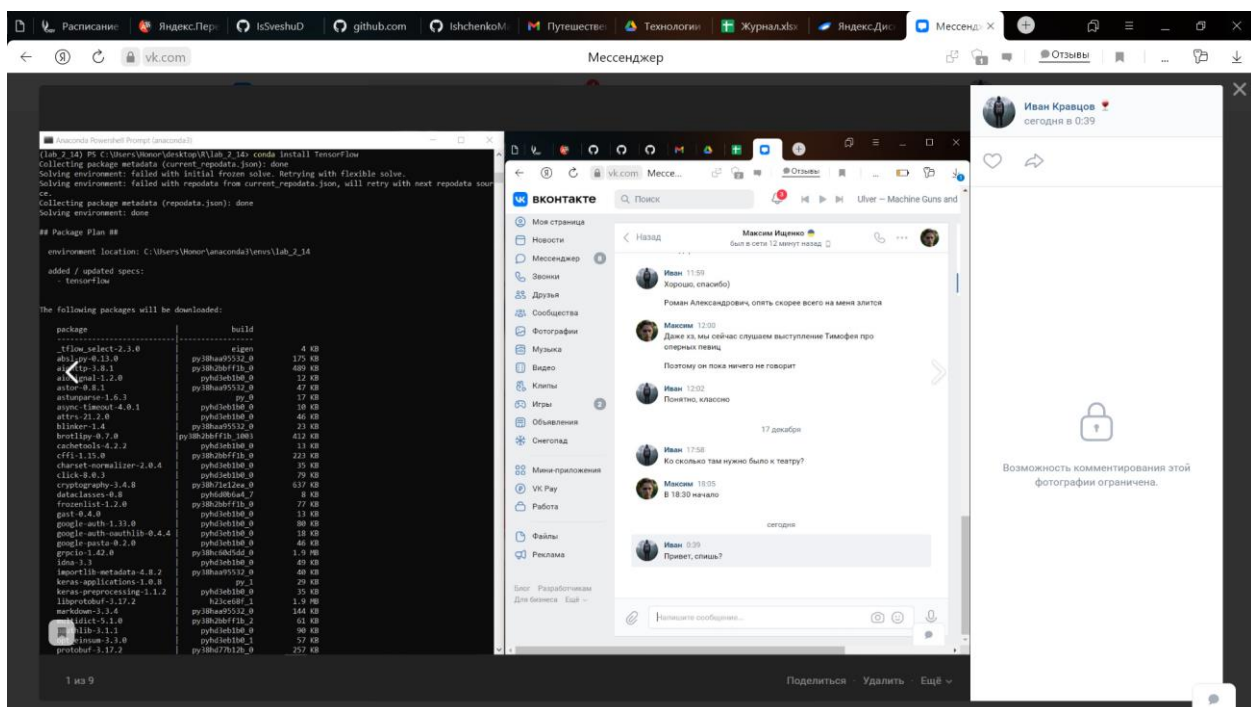 Расписание
Яндекс.Пер
IsSveshuD
github.com
IshchenkoM
Путешестве
Технологии
Журнал.xlsx
Яндекс.Дис
Мессенд
vk.com
Мессенджер
Отзывы
Иван Кравцов
сегодня в 0:39
Anaconda Powershell Prompt (anaconda3)
(lab_2_14) PS C:\Users\Honor\desktop\R\lab_2_14> conda install TensorFlow
Collecting package metadata (current_repodata.json): done
Solving environment: failed with initial frozen solve. Retrying with flexible solve.
Solving environment: failed with repodata from current_repodata.json, will retry with next repodata sour
ce.
Collecting package metadata (repodata.json): done
Solving environment: done
## Package Plan ##
environment location: C:\Users\Honor\anaconda3\envs\lab_2_14
added / updated specs:
- tensorflow
The following packages will be downloaded:
package | build
_tflow_select-2.3.0 | eigen 4 KB
absl-py-0.13.0 | py38haa95532_0 175 KB
py38h2bbff1b_0 489 KB
pyhd3eb1b0_0 12 KB
astor-0.8.1 | py38haa95532_0 47 KB
astunparse-1.6.3 | py_0 17 KB
async-timeout-4.0.1 | pyhd3eb1b0_0 10 KB
attrs-21.2.0 | pyhd3eb1b0_0 46 KB
blinker-1.4 | py38haa95532_0 23 KB
brotlipy-0.7.0 |py38h2bbff1b_1003 412 KB
cachetools-4.2.2 | pyhd3eb1b0_0 13 KB
cffi-1.15.0 | py38h2bbff1b_0 223 KB
charset-normalizer-2.0.4 | pyhd3eb1b0_0 35 KB
click-8.0.3 | pyhd3eb1b0_0 79 KB
cryptography-3.4.8 | py38h71e12ea_0 637 KB
dataclasses-0.8 | pyh6d0b6a4_7 8 KB
frozenlist-1.2.0 | py38h2bbff1b_0 77 KB
gast-0.4.0 | pyhd3eb1b0_0 13 KB
google-auth-1.33.0 | pyhd3eb1b0_0 80 KB
google-auth-oauthlib-0.4.4 | pyhd3eb1b0_0 18 KB
google-pasta-0.2.0 | pyhd3eb1b0_0 46 KB
grpcio-1.42.0 | py38hc60d5dd_0 1.9 MB
idna-3.3 | pyhd3eb1b0_0 49 KB
importlib-metadata-4.8.2 | py38haa95532_0 40 KB
keras-applications-1.0.8 | py_1 29 KB
keras-preprocessing-1.1.2 | pyhd3eb1b0_0 35 KB
libprotobuf-3.17.2 | h23ce68f_1 1.9 MB
markdown-3.3.4 | py38haa95532_0 144 KB
py38h2bbff1b_2 61 KB
pyhd3eb1b0_0 90 KB
pyhd3eb1b0_1 57 KB
protobuf-3.17.2 | py38hd77b12b_0 257 KB
vk.com Мессе...
Отзывы
ВКОНТАКТЕ
Поиск
3
Ulver – Machine Guns and
Моя страница
Новости
Мессенджер
Звонки
Друзья
Сообщества
Фотографии
Музыка
Видео
Клипы
Игры 2
Объявления
Снегопад
Мини-приложения
VK Pay
Работа
Файлы
Реклама
Блог Разработчикам
Для бизнеса Ещё
Назад
Максим Ищенко
был в сети 12 минут назад
Иван 11:59
Хорошо, спасибо)
Роман Александрович, опять скорее всего на меня злится
Максим 12:00
Даже хз, мы сейчас слушаем выступление Тимофея про
оперных певиц
Поэтому он пока ничего не говорит
Иван 12:02
Понятно, классно
17 декабря
Иван 17:58
Ко сколько там нужно было к театру?
Максим 18:05
В 18:30 начало
сегодня
Иван 0:39
Привет, спишь?
Напишите сообщение...
Возможность комментирования этой
фотографии ограничена.
1 из 9
Поделиться · Удалить · Ещё